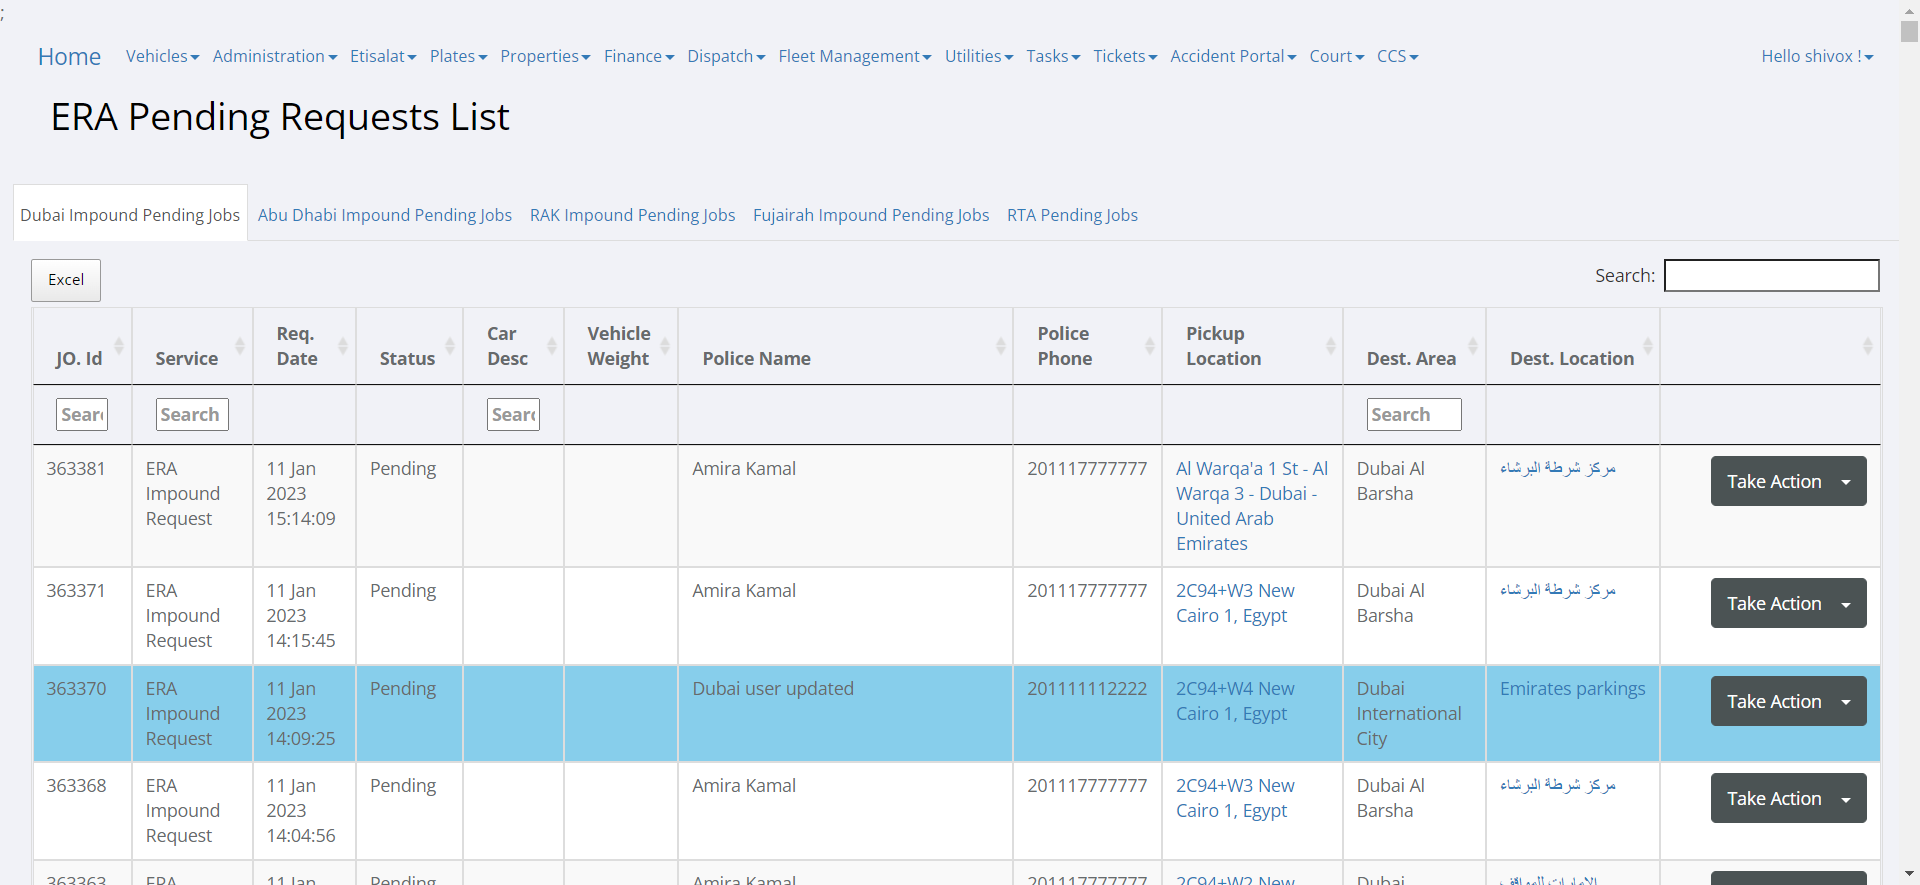 ;
Home Vehicles Administration Etisalat Plates Properties Finance Dispatch Fleet Management Utilities Tasks Tickets Accident Portal Court CCS Hello shivox !
ERA Pending Requests List
Dubai Impound Pending Jobs Abu Dhabi Impound Pending Jobs RAK Impound Pending Jobs Fujairah Impound Pending Jobs RTA Pending Jobs
Excel Search:
JO. Id Service Req. Date Status Car Desc Vehicle Weight Police Name Police Phone Pickup Location Dest. Area Dest. Location
Search Search Search
363381 ERA Impound Request 11 Jan 2023 15:14:09 Pending Amira Kamal 201117777777 Al Warqa'a 1 St - Al Warqa 3 - Dubai - United Arab Emirates Dubai Al Barsha مركز شرطة البرشاء Take Action
363371 ERA Impound Request 11 Jan 2023 14:15:45 Pending Amira Kamal 201117777777 2C94+W3 New Cairo 1, Egypt Dubai Al Barsha مركز شرطة البرشاء Take Action
363370 ERA Impound Request 11 Jan 2023 14:09:25 Pending Dubai user updated 201111112222 2C94+W4 New Cairo 1, Egypt Dubai International City Emirates parkings Take Action
363368 ERA Impound Request 11 Jan 2023 14:04:56 Pending Amira Kamal 201117777777 2C94+W3 New Cairo 1, Egypt Dubai Al Barsha مركز شرطة البرشاء Take Action
363363 ERA 11 Jan Pending Amira Kamal 201117777777 2C94+W2 New Dubai الإمارات للمواقف